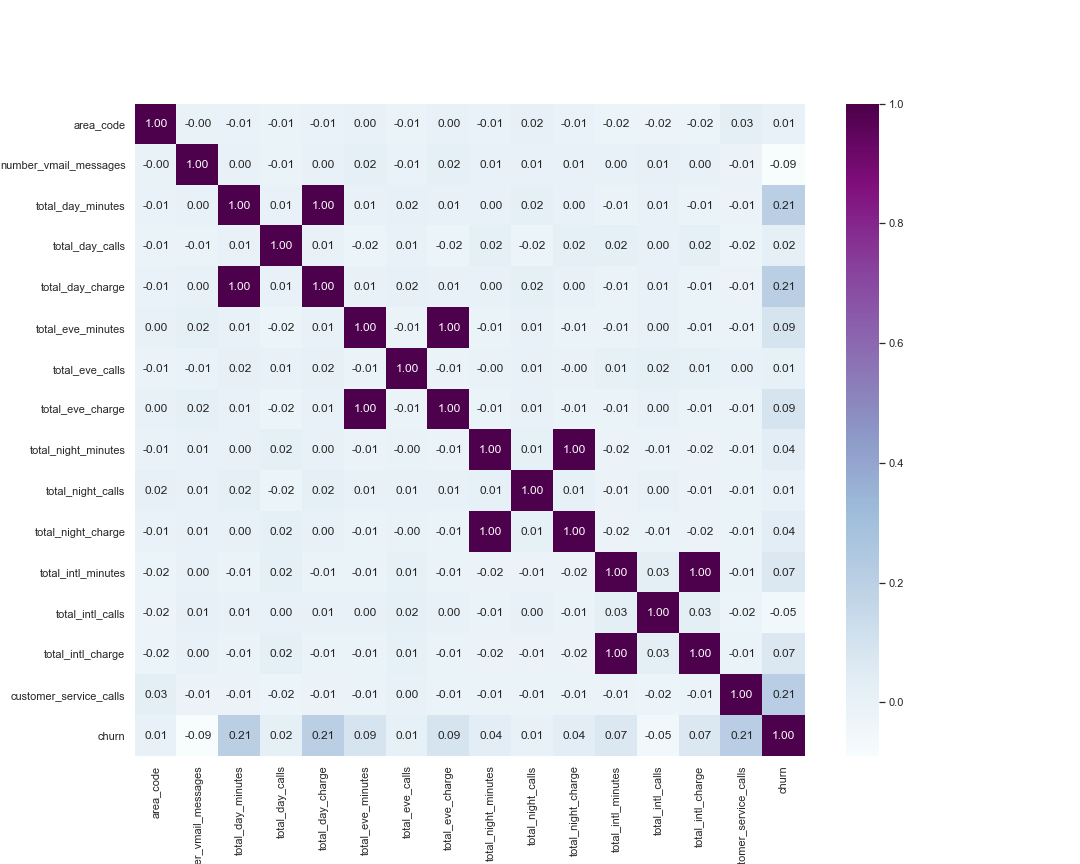 area_code 1.00 -0.00 -0.01 -0.01 -0.01 0.00 -0.01 0.00 -0.01 0.02 -0.01 -0.02 -0.02 -0.02 0.03 0.01
number_vmail_messages -0.00 1.00 0.00 -0.01 0.00 0.02 -0.01 0.02 0.01 0.01 0.01 0.00 0.01 0.00 -0.01 -0.09
total_day_minutes -0.01 0.00 1.00 0.01 1.00 0.01 0.02 0.01 0.00 0.02 0.00 -0.01 0.01 -0.01 -0.01 0.21
total_day_calls -0.01 -0.01 0.01 1.00 0.01 -0.02 0.01 -0.02 0.02 -0.02 0.02 0.02 0.00 0.02 -0.02 0.02
total_day_charge -0.01 0.00 1.00 0.01 1.00 0.01 0.02 0.01 0.00 0.02 0.00 -0.01 0.01 -0.01 -0.01 0.21
total_eve_minutes 0.00 0.02 0.01 -0.02 0.01 1.00 -0.01 1.00 -0.01 0.01 -0.01 -0.01 0.00 -0.01 -0.01 0.09
total_eve_calls -0.01 -0.01 0.02 0.01 0.02 -0.01 1.00 -0.01 -0.00 0.01 -0.00 0.01 0.02 0.01 0.00 0.01
total_eve_charge 0.00 0.02 0.01 -0.02 0.01 1.00 -0.01 1.00 -0.01 0.01 -0.01 -0.01 0.00 -0.01 -0.01 0.09
total_night_minutes -0.01 0.01 0.00 0.02 0.00 -0.01 -0.00 -0.01 1.00 0.01 1.00 -0.02 -0.01 -0.02 -0.01 0.04
total_night_calls 0.02 0.01 0.02 -0.02 0.02 0.01 0.01 0.01 0.01 1.00 0.01 -0.01 0.00 -0.01 -0.01 0.01
total_night_charge -0.01 0.01 0.00 0.02 0.00 -0.01 -0.00 -0.01 1.00 0.01 1.00 -0.02 -0.01 -0.02 -0.01 0.04
total_intl_minutes -0.02 0.00 -0.01 0.02 -0.01 -0.01 0.01 -0.01 -0.02 -0.01 -0.02 1.00 0.03 1.00 -0.01 0.07
total_intl_calls -0.02 0.01 0.01 0.00 0.01 0.00 0.02 0.00 -0.01 0.00 -0.01 0.03 1.00 0.03 -0.02 -0.05
total_intl_charge -0.02 0.00 -0.01 0.02 -0.01 -0.01 0.01 -0.01 -0.02 -0.01 -0.02 1.00 0.03 1.00 -0.01 0.07
customer_service_calls 0.03 -0.01 -0.01 -0.02 -0.01 -0.01 0.00 -0.01 -0.01 -0.01 -0.01 -0.01 -0.02 -0.01 1.00 0.21
churn 0.01 -0.09 0.21 0.02 0.21 0.09 0.01 0.09 0.04 0.01 0.04 0.07 -0.05 0.07 0.21 1.00
area_code
er_vmail_messages
total_day_minutes
total_day_calls
total_day_charge
total_eve_minutes
total_eve_calls
total_eve_charge
total_night_minutes
total_night_calls
total_night_charge
total_intl_minutes
total_intl_calls
total_intl_charge
tomer_service_calls
churn
1.0
0.8
0.6
0.4
0.2
0.0